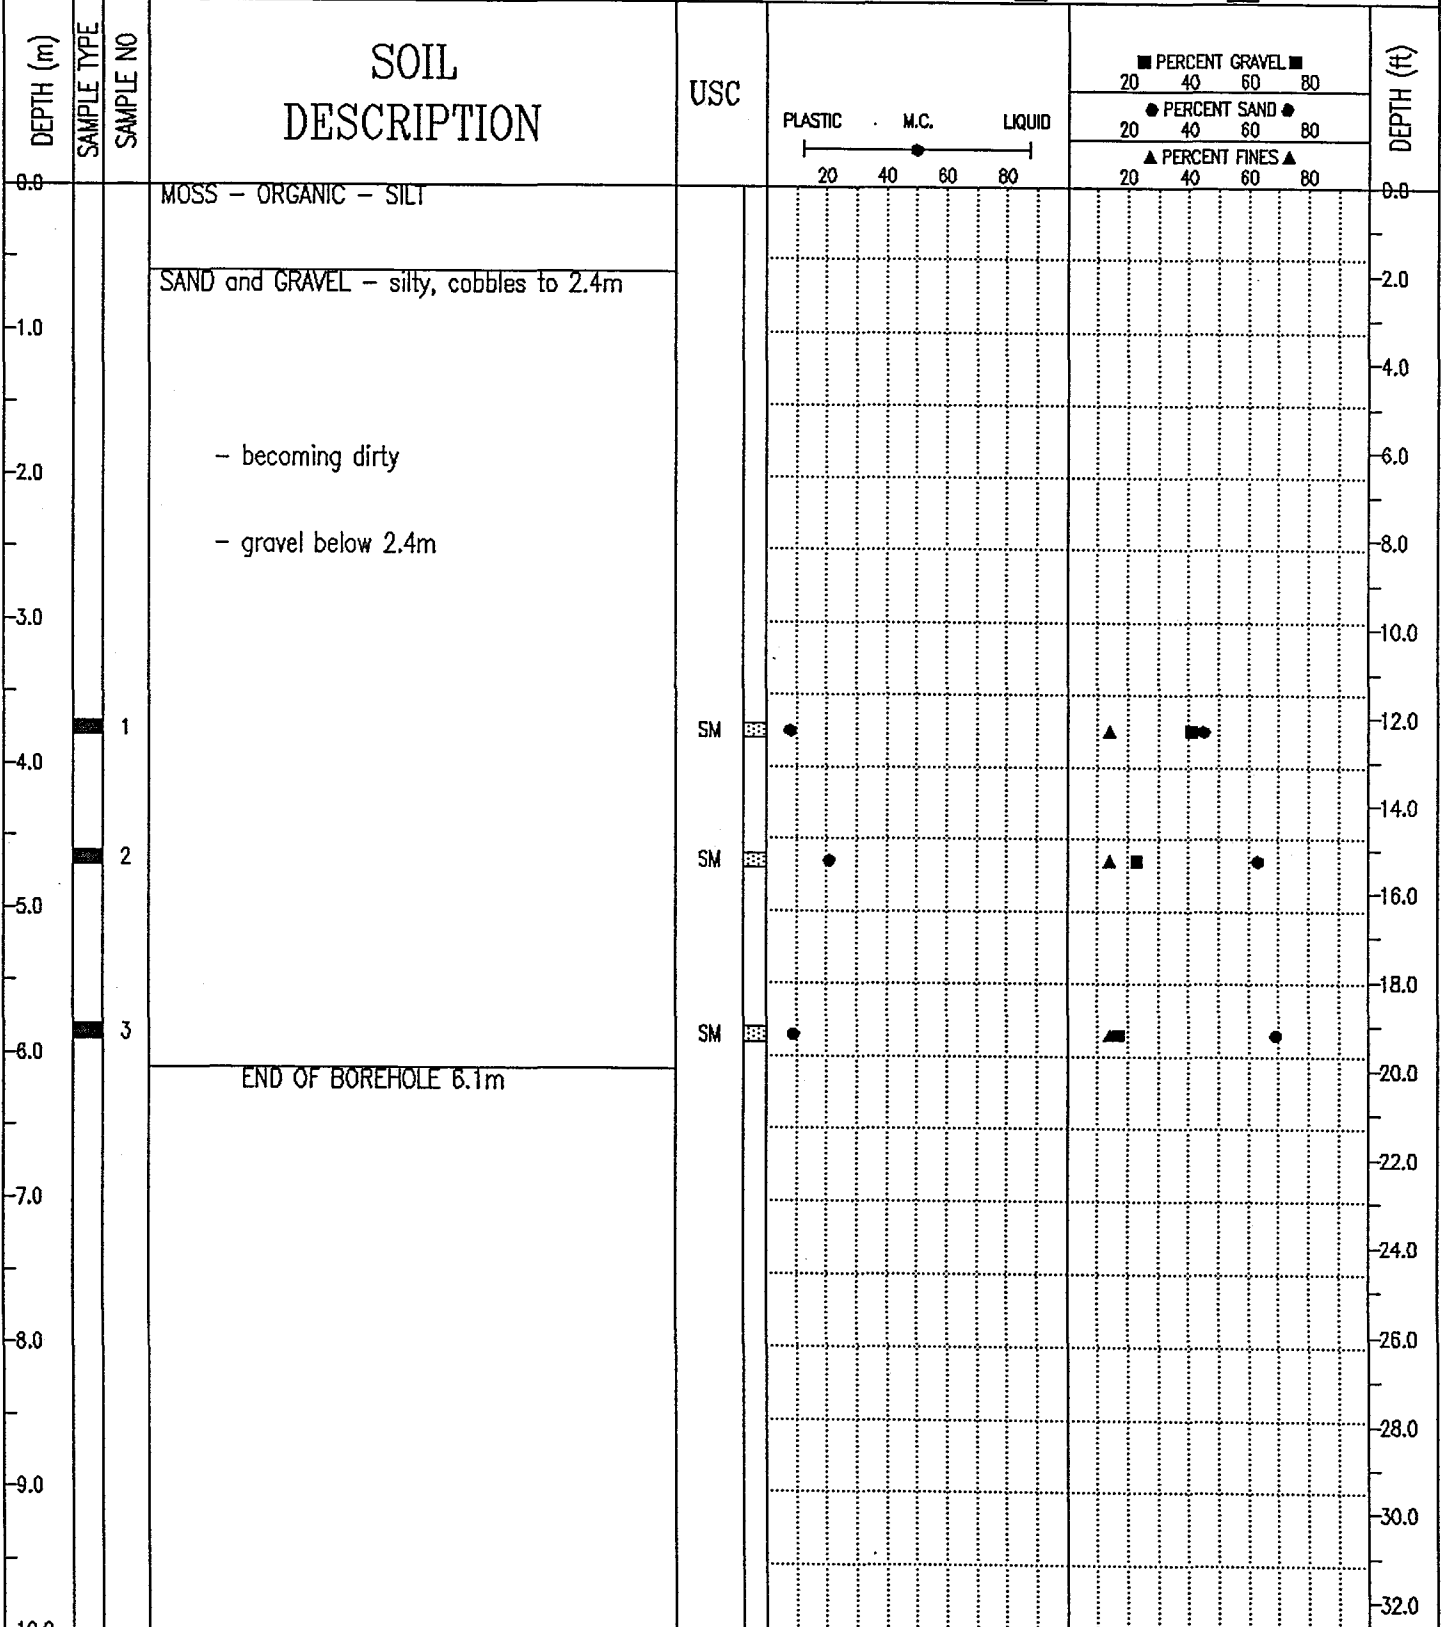 DEPTH (m)
SAMPLE TYPE
SAMPLE NO
SOIL
DESCRIPTION
USC
PLASTIC M.C. LIQUID
20 40 60 80
■ PERCENT GRAVEL ■
20 40 60 80
● PERCENT SAND ●
20 40 60 80
▲ PERCENT FINES ▲
20 40 60 80
DEPTH (ft)
0.0
MOSS – ORGANIC – SILT
0.0
SAND and GRAVEL – silty, cobbles to 2.4m
2.0
1.0
4.0
– becoming dirty
6.0
2.0
– gravel below 2.4m
8.0
3.0
10.0
1 SM
12.0
4.0
14.0
2 SM
16.0
5.0
18.0
3 SM
6.0
20.0
END OF BOREHOLE 6.1m
22.0
7.0
24.0
8.0
26.0
28.0
9.0
30.0
32.0